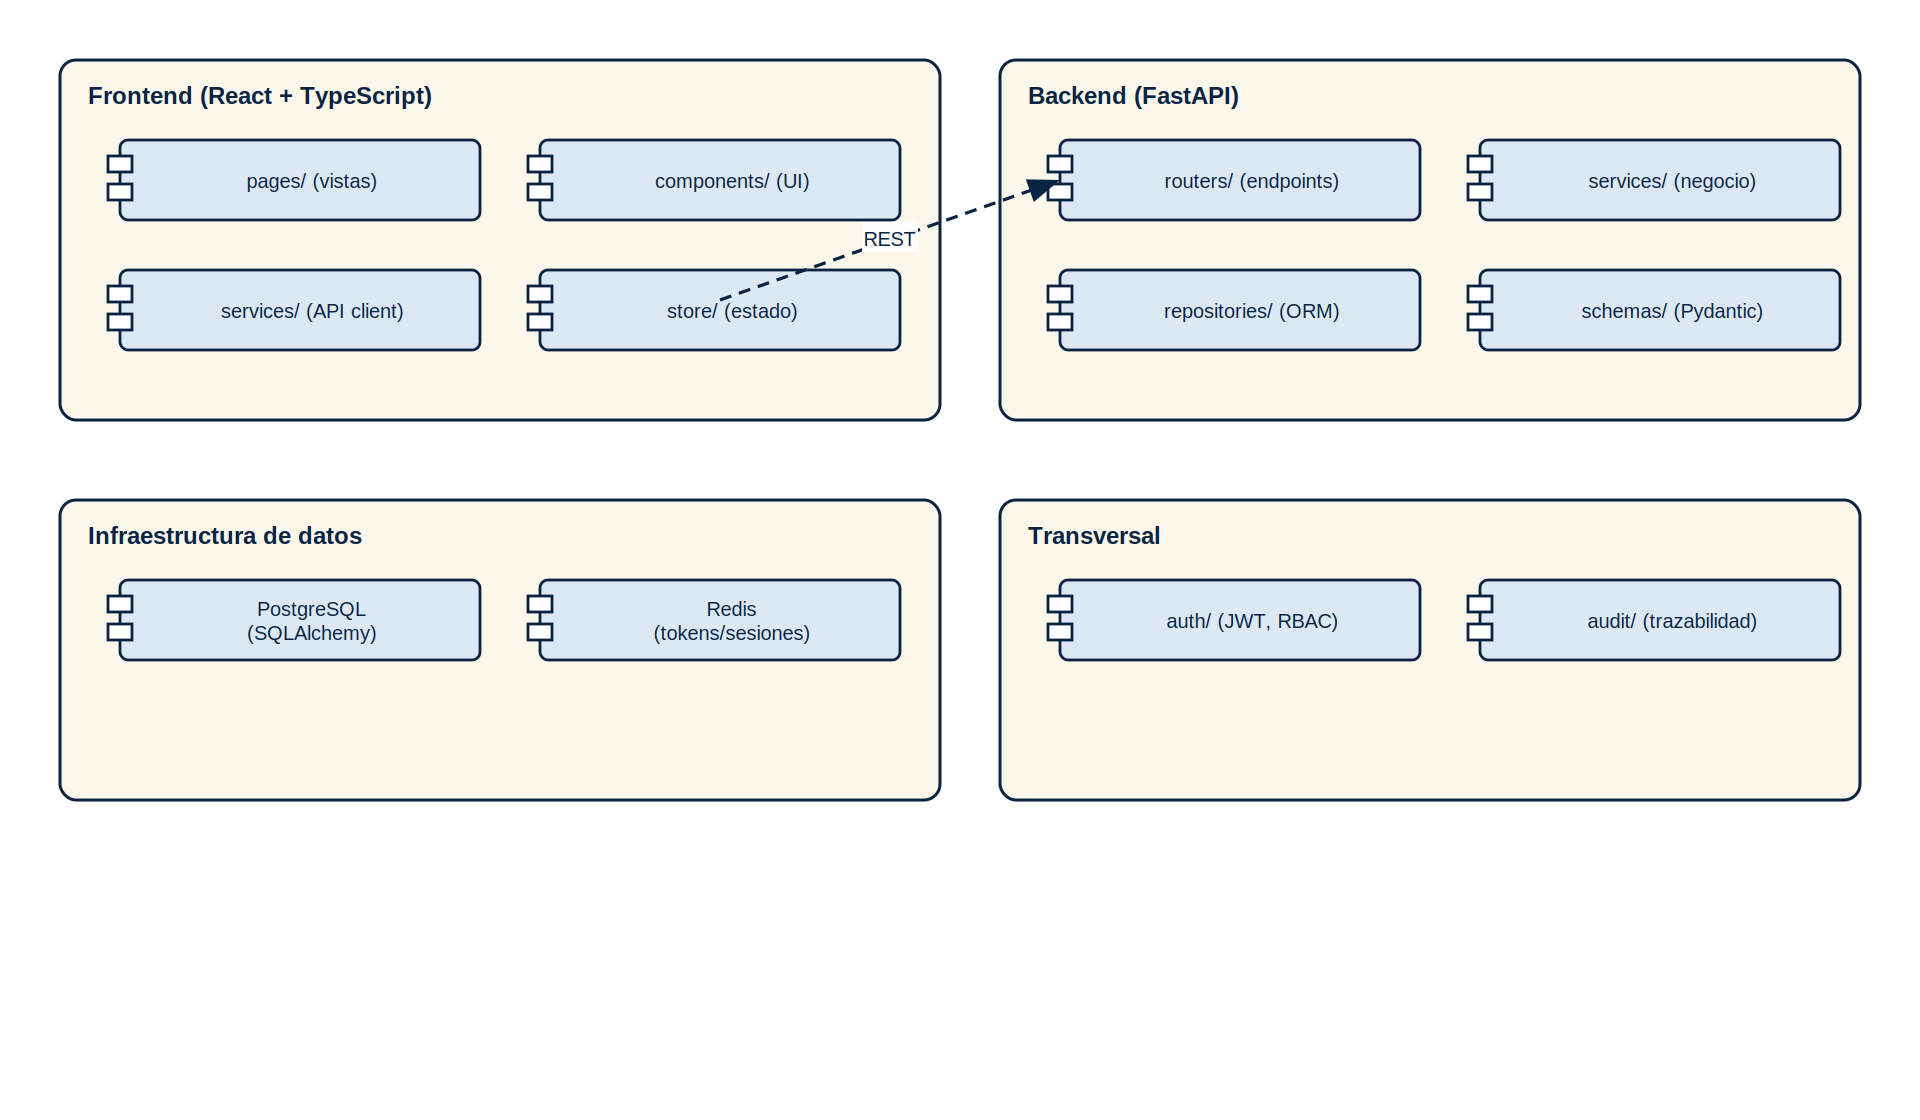 Frontend (React + TypeScript)
pages/ (vistas)
components/ (UI)
services/ (API client)
store/ (estado)
REST
Backend (FastAPI)
routers/ (endpoints)
services/ (negocio)
repositories/ (ORM)
schemas/ (Pydantic)
Infraestructura de datos
PostgreSQL
(SQLAlchemy)
Redis
(tokens/sesiones)
Transversal
auth/ (JWT, RBAC)
audit/ (trazabilidad)